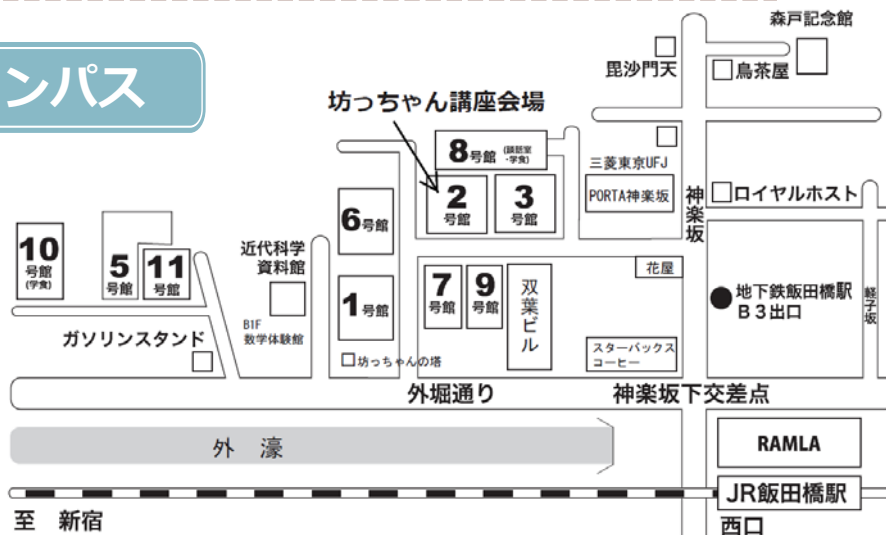 ンパス
森戸記念館
毘沙門天
鳥茶屋
坊っちゃん講座会場
8号館
三菱東京UFJ
2
号館
3
号館
PORTA神楽坂
神楽坂
ロイヤルホスト
6号館
10
号館
(学食)
5
号館
11
号館
近代科学
資料館
B1F
数学体験館
1号館
7
号館
9
号館
双葉ビル
花屋
地下鉄飯田橋駅
B3出口
軽子坂
ガソリンスタンド
坊っちゃんの塔
スターバックス
コーヒー
外堀通り
神楽坂下交差点
外 濠
RAMLA
JR飯田橋駅
至 新宿
西口